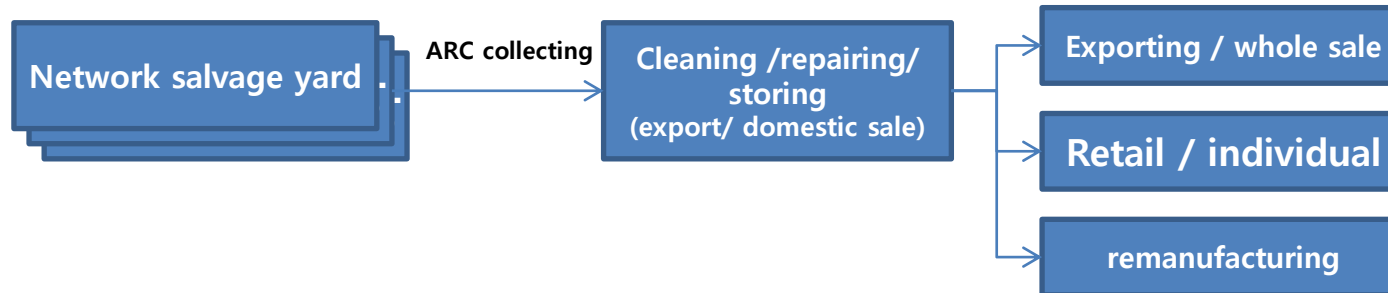 Network salvage yard
ARC collecting
Cleaning /repairing/
storing
(export/ domestic sale)
Exporting / whole sale
Retail / individual
remanufacturing